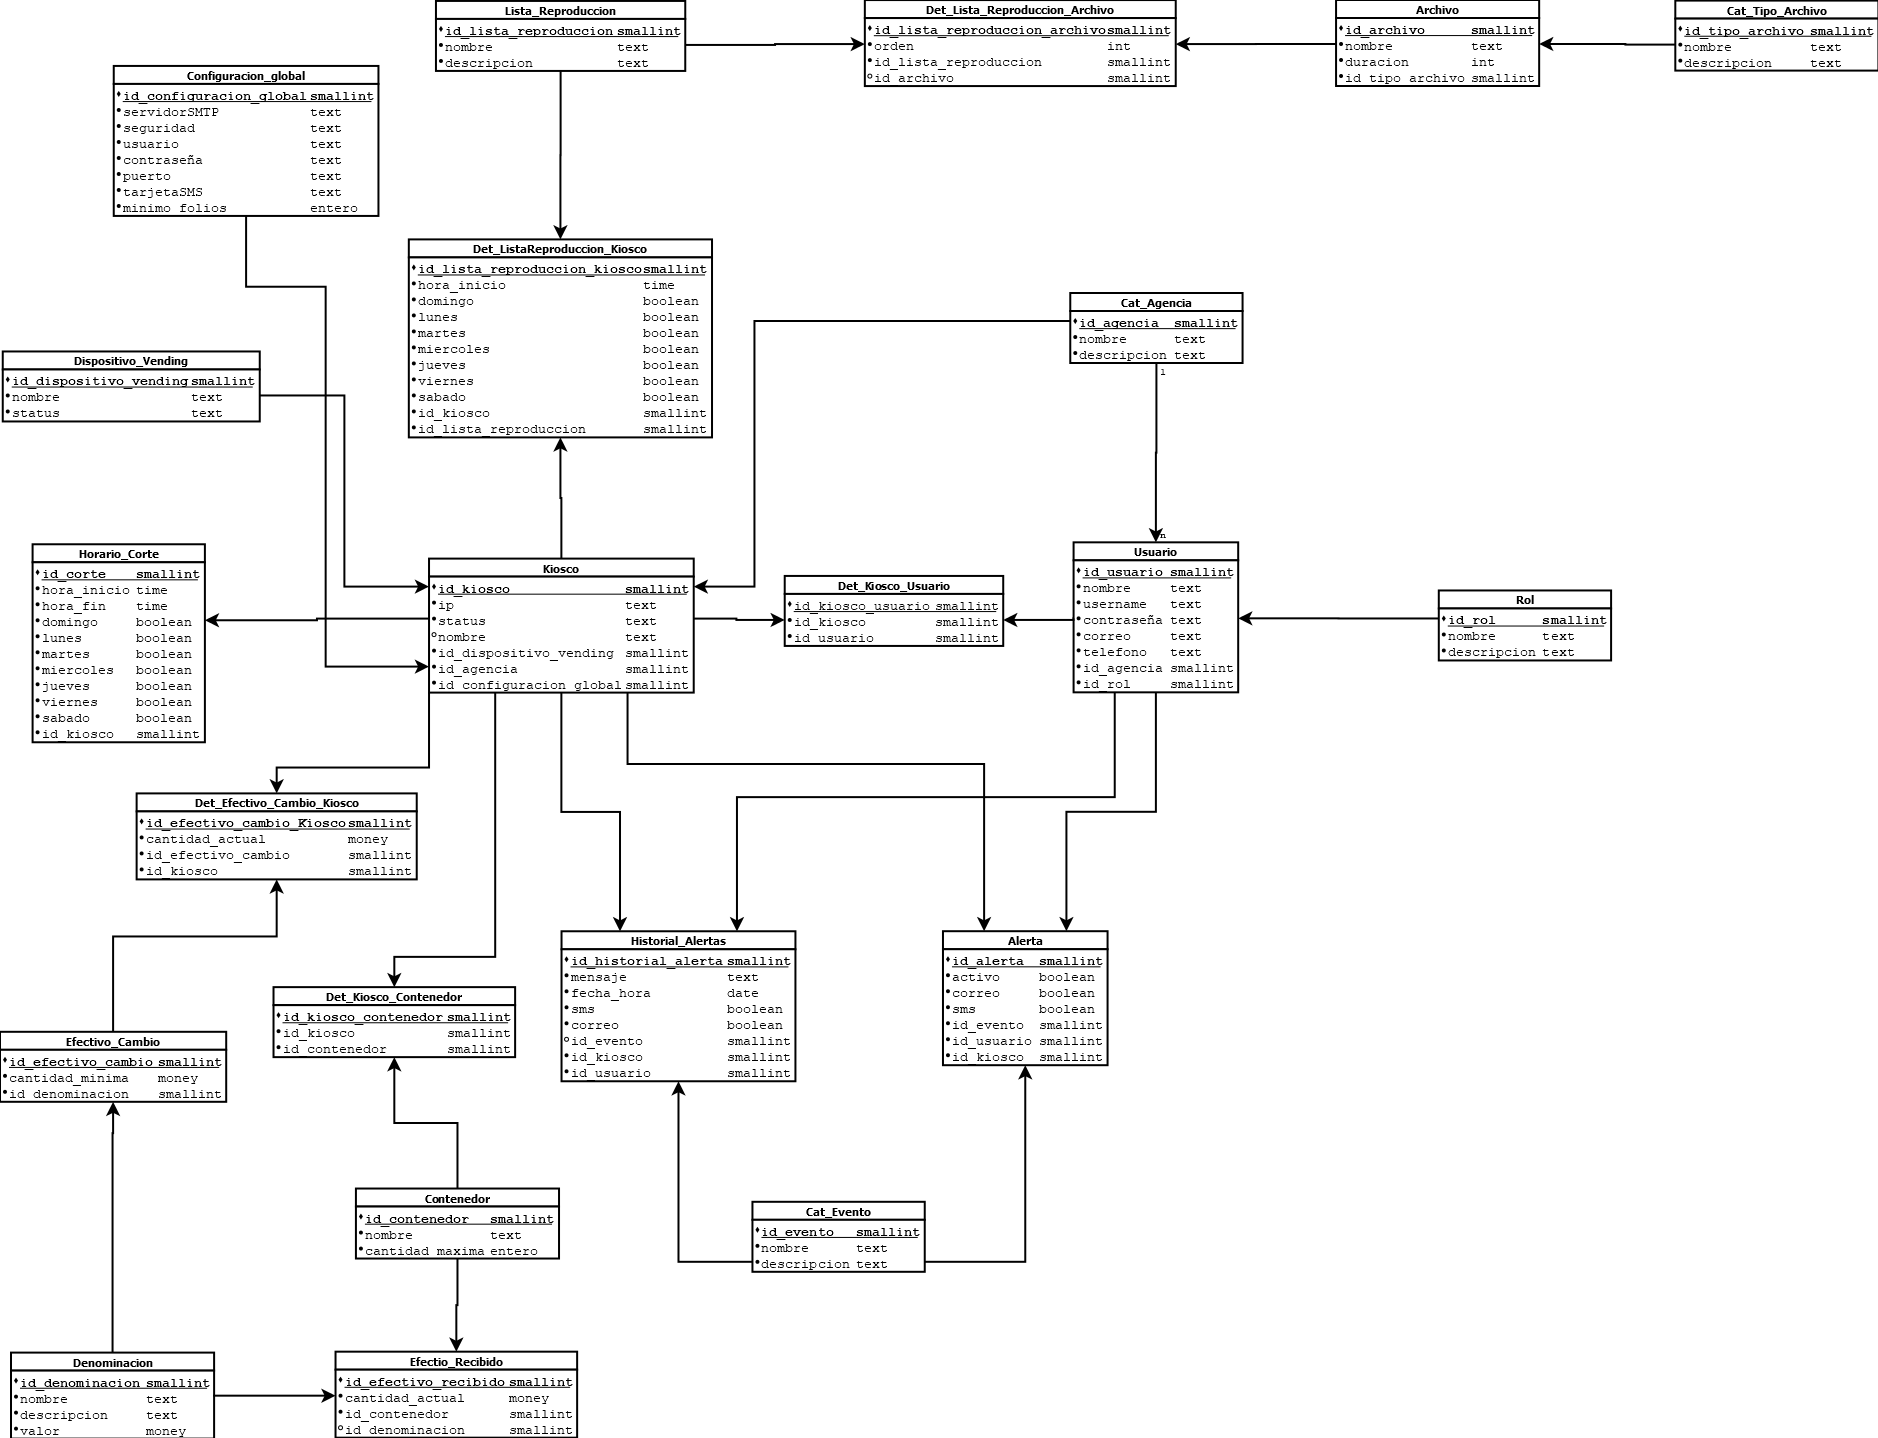 Lista_Reproduccion
id_lista_reproduccion smallint
nombre text
descripcion text
Det_Lista_Reproduccion_Archivo
id_lista_reproduccion_archivo smallint
orden int
id_lista_reproduccion smallint
id_archivo smallint
Archivo
id_archivo smallint
nombre text
duracion int
id_tipo_archivo smallint
Cat_Tipo_Archivo
id_tipo_archivo smallint
nombre text
descripcion text
Configuracion_global
id_configuracion_global smallint
servidorSMTP text
seguridad text
usuario text
contraseña text
puerto text
tarjetaSMS text
minimo_folios entero
Det_ListaReproduccion_Kiosco
id_lista_reproduccion_kiosco smallint
hora_inicio time
domingo boolean
lunes boolean
martes boolean
miercoles boolean
jueves boolean
viernes boolean
sabado boolean
id_kiosco smallint
id_lista_reproduccion smallint
Cat_Agencia
id_agencia smallint
nombre text
descripcion text
1
n
Dispositivo_Vending
id_dispositivo_vending smallint
nombre text
status text
Horario_Corte
id_corte smallint
hora_inicio time
hora_fin time
domingo boolean
lunes boolean
martes boolean
miercoles boolean
jueves boolean
viernes boolean
sabado boolean
id_kiosco smallint
Kiosco
id_kiosco smallint
ip text
status text
nombre text
id_dispositivo_vending smallint
id_agencia smallint
id_configuracion_global smallint
Det_Kiosco_Usuario
id_kiosco_usuario smallint
id_kiosco smallint
id_usuario smallint
Usuario
id_usuario smallint
nombre text
username text
contraseña text
correo text
telefono text
id_agencia smallint
id_rol smallint
Rol
id_rol smallint
nombre text
descripcion text
Det_Efectivo_Cambio_Kiosco
id_efectivo_cambio_Kiosco smallint
cantidad_actual money
id_efectivo_cambio smallint
id_kiosco smallint
Historial_Alertas
id_historial_alerta smallint
mensaje text
fecha_hora date
sms boolean
correo boolean
id_evento smallint
id_kiosco smallint
id_usuario smallint
Alerta
id_alerta smallint
activo boolean
correo boolean
sms boolean
id_evento smallint
id_usuario smallint
id_kiosco smallint
Det_Kiosco_Contenedor
id_kiosco_contenedor smallint
id_kiosco smallint
id_contenedor smallint
Efectivo_Cambio
id_efectivo_cambio smallint
cantidad_minima money
id_denominacion smallint
Contenedor
id_contenedor smallint
nombre text
cantidad_maxima entero
Cat_Evento
id_evento smallint
nombre text
descripcion text
Denominacion
id_denominacion smallint
nombre text
descripcion text
valor money
Efectio_Recibido
id_efectivo_recibido smallint
cantidad_actual money
id_contenedor smallint
id_denominacion smallint